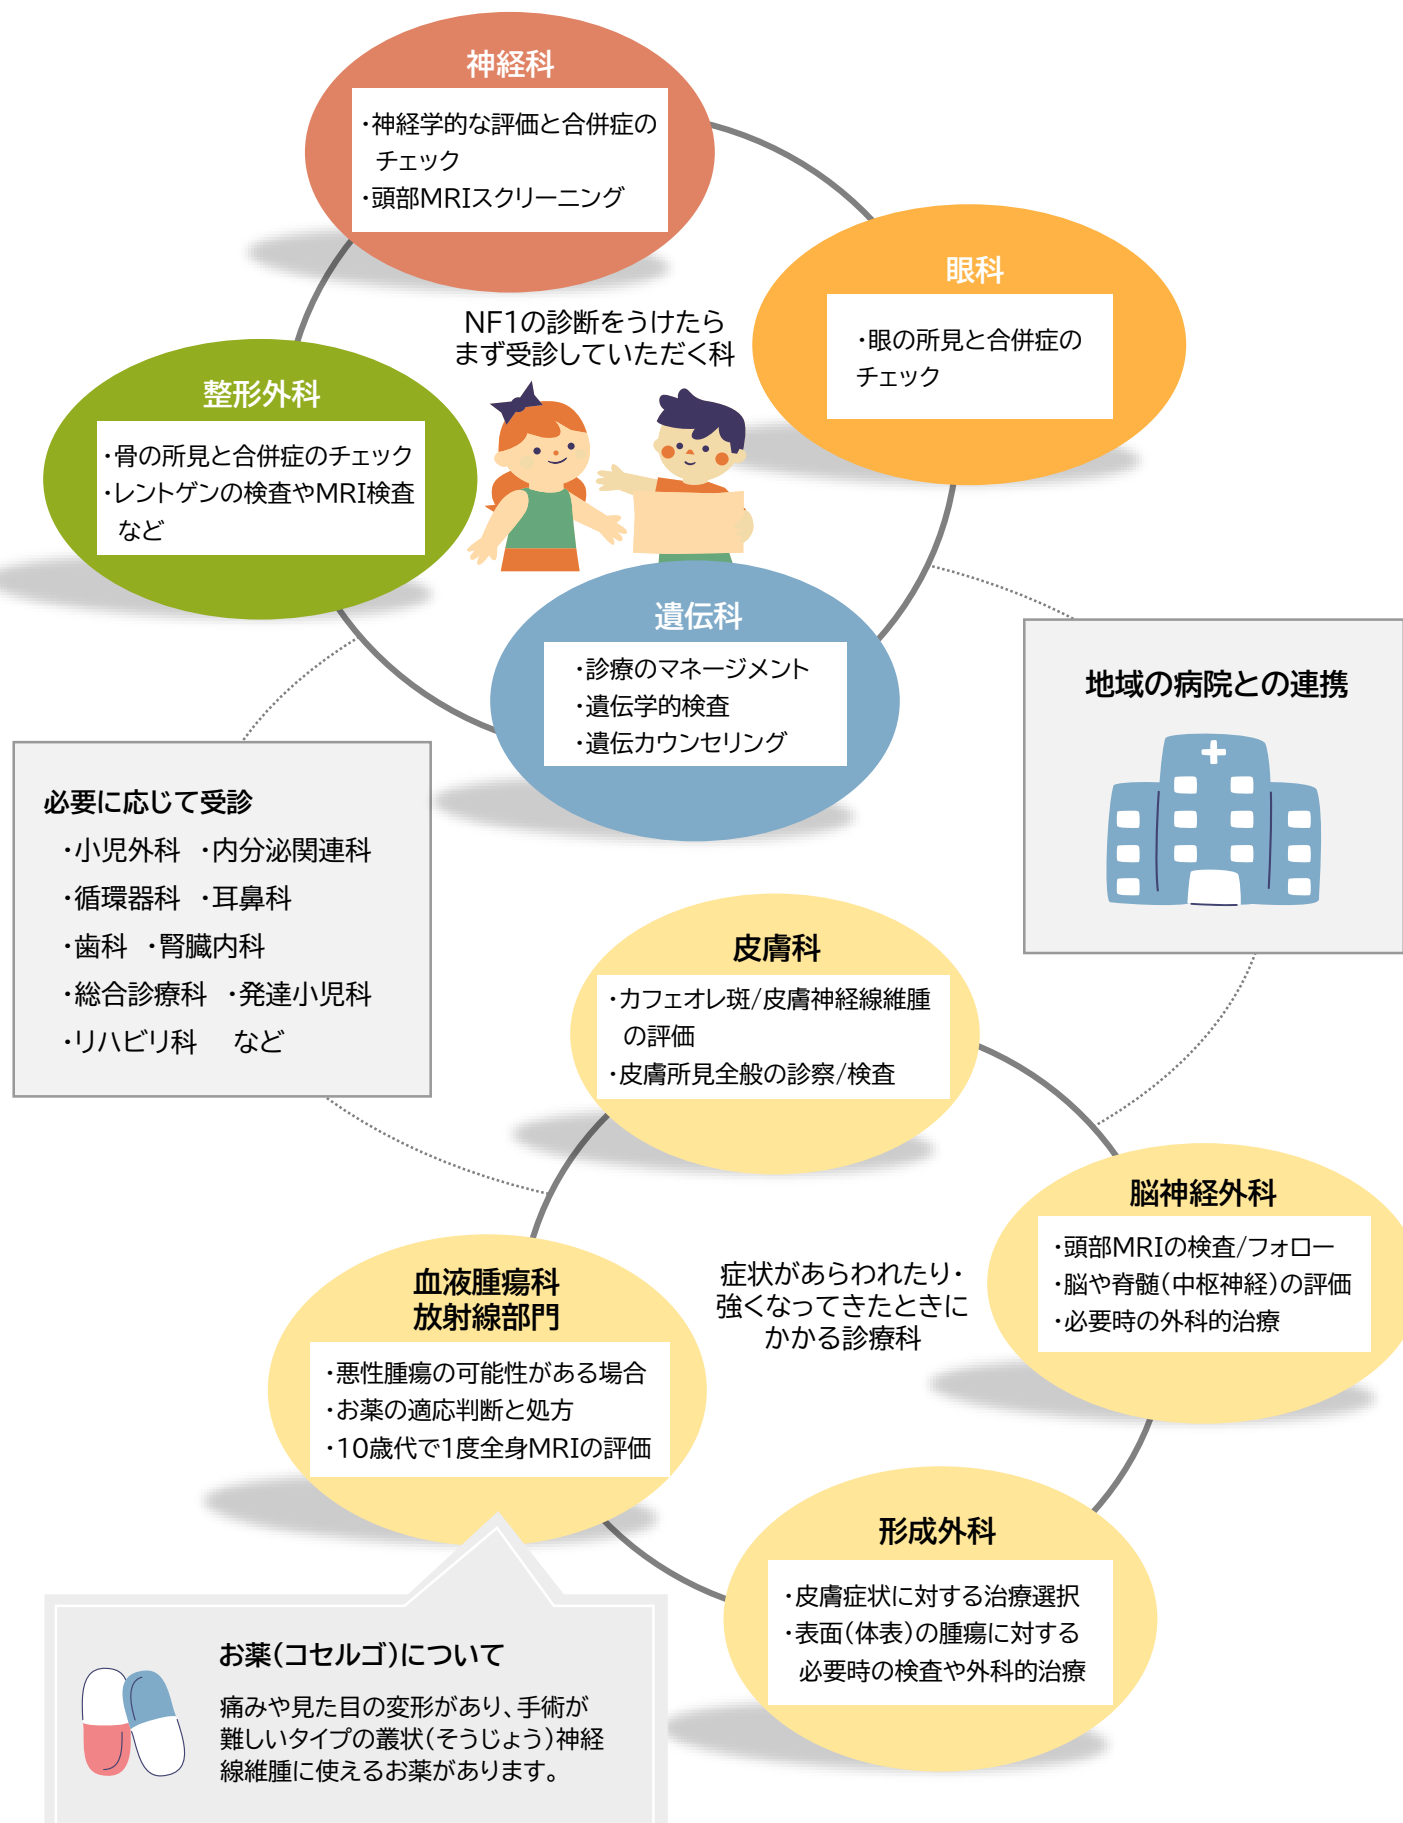 神経科
・神経学的な評価と合併症の
チェック
・頭部MRIスクリーニング
眼科
・眼の所見と合併症の
チェック
NF1の診断をうけたら
まず受診していただく科
整形外科
・骨の所見と合併症のチェック
・レントゲンの検査やMRI検査
など
遺伝科
・診療のマネージメント
・遺伝学的検査
・遺伝カウンセリング
地域の病院との連携
必要に応じて受診
・小児外科 ・内分泌関連科
・循環器科 ・耳鼻科
・歯科 ・腎臓内科
・総合診療科 ・発達小児科
・リハビリ科 など
皮膚科
・カフェオレ斑/皮膚神経線維腫
の評価
・皮膚所見全般の診察/検査
脳神経外科
・頭部MRIの検査/フォロー
・脳や脊髄(中枢神経)の評価
・必要時の外科的治療
症状があらわれたり・
強くなってきたときに
かかる診療科
血液腫瘍科
放射線部門
・悪性腫瘍の可能性がある場合
・お薬の適応判断と処方
・10歳代で1度全身MRIの評価
形成外科
・皮膚症状に対する治療選択
・表面(体表)の腫瘍に対する
必要時の検査や外科的治療
お薬(コセルゴ)について
痛みや見た目の変形があり、手術が
難しいタイプの叢状(そうじょう)神経
線維腫に使えるお薬があります。